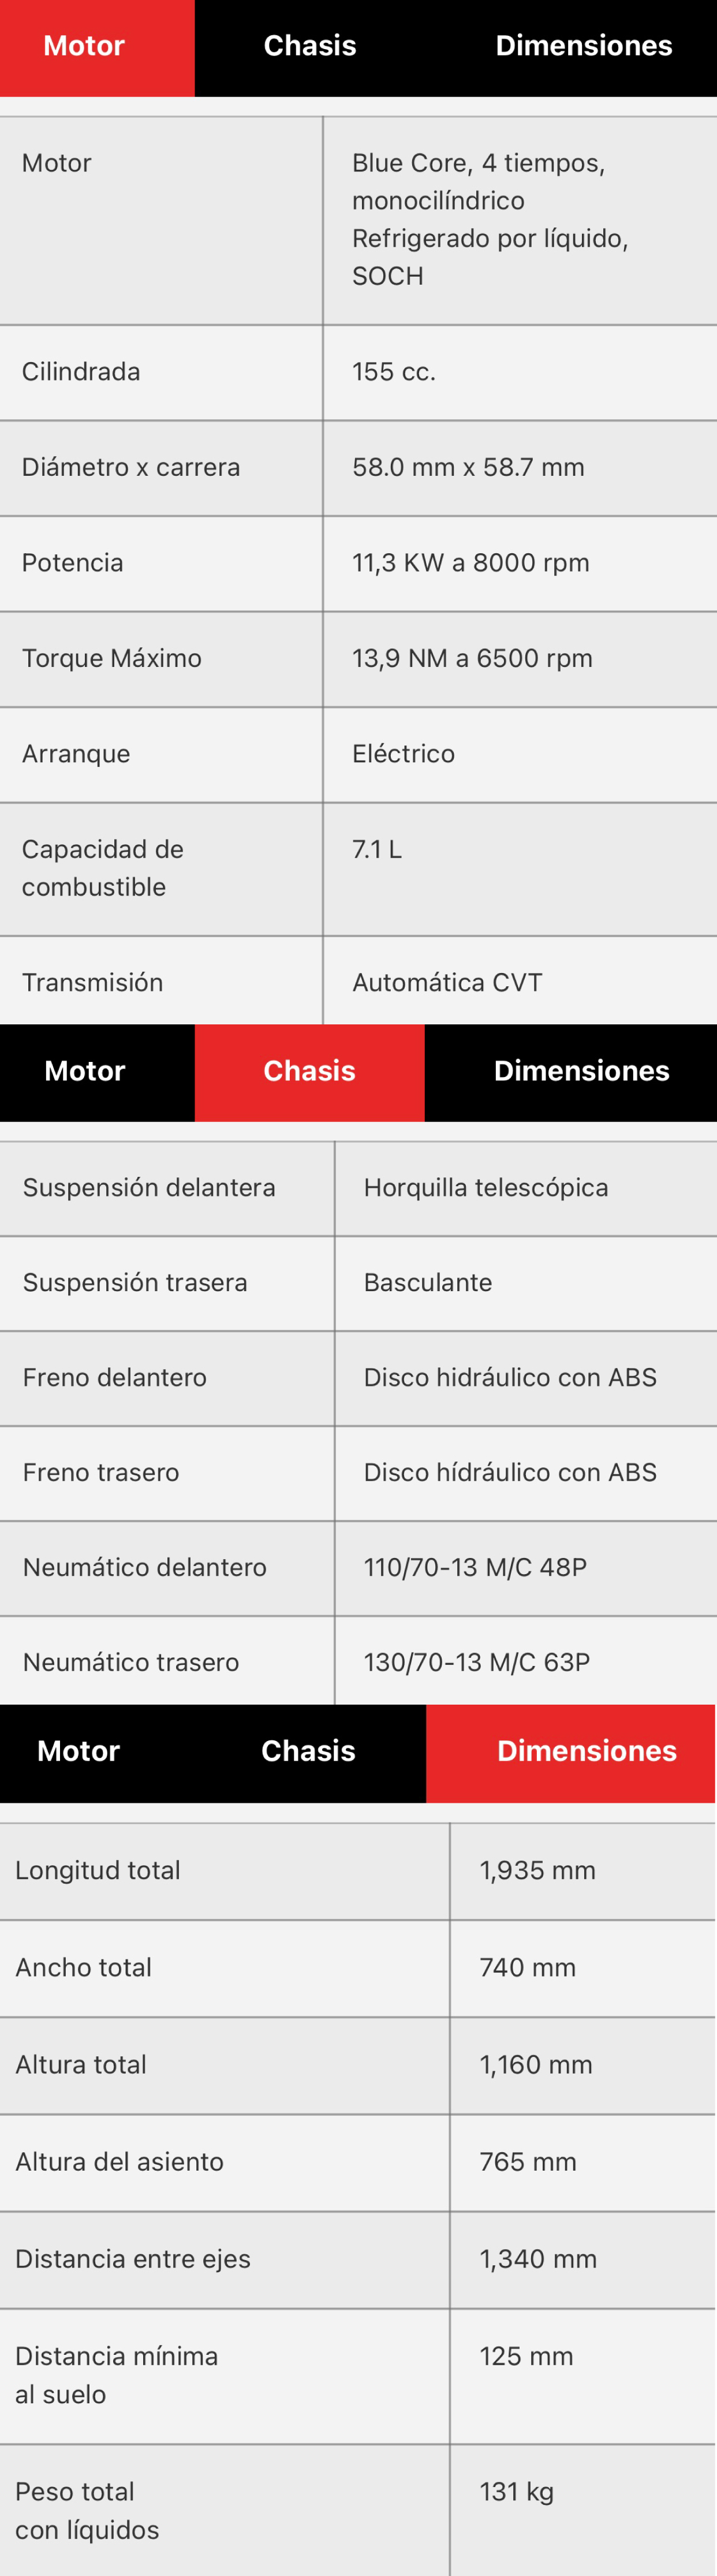 Motor Chasis Dimensiones
Motor Blue Core, 4 tiempos,
monocilíndrico
Refrigerado por líquido,
SOCH
Cilindrada 155 cc.
Diámetro x carrera 58.0 mm x 58.7 mm
Potencia 11,3 KW a 8000 rpm
Torque Máximo 13,9 NM a 6500 rpm
Arranque Eléctrico
Capacidad de 7.1 L
combustible
Transmisión Automática CVT
Motor Chasis Dimensiones
Suspensión delantera Horquilla telescópica
Suspensión trasera Basculante
Freno delantero Disco hidráulico con ABS
Freno trasero Disco hídráulico con ABS
Neumático delantero 110/70-13 M/C 48P
Neumático trasero 130/70-13 M/C 63P
Motor Chasis Dimensiones
Longitud total 1,935 mm
Ancho total 740 mm
Altura total 1,160 mm
Altura del asiento 765 mm
Distancia entre ejes 1,340 mm
Distancia mínima 125 mm
al suelo
Peso total 131 kg
con líquidos